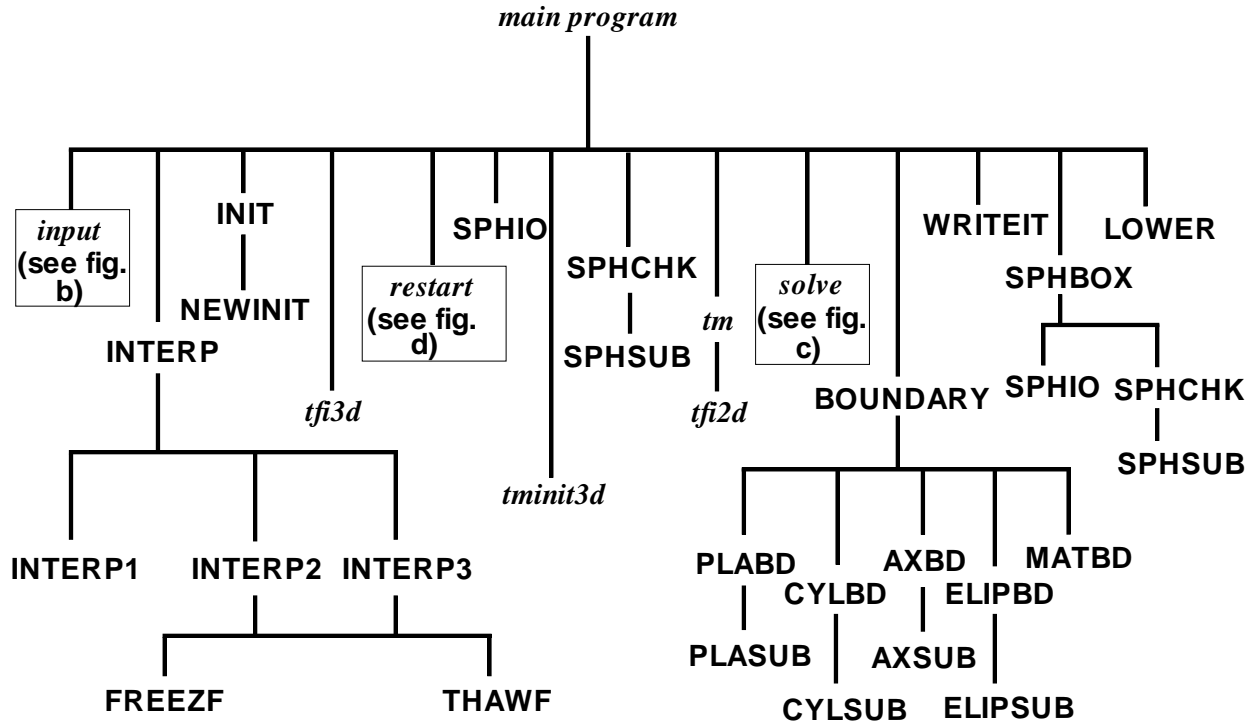 main program
input
(see fig.
b)
INTERP
INIT
NEWINIT
tfi3d
restart
(see fig.
d)
SPHIO
tminit3d
SPHCHK
SPHSUB
tm
tfi2d
solve
(see fig.
c)
BOUNDARY
WRITEIT
SPHBOX
SPHIO
SPHCHK
SPHSUB
LOWER
INTERP1
INTERP2
INTERP3
FREEZF
THAWF
PLABD
PLASUB
CYLBD
CYLSUB
AXBD
AXSUB
ELIPBD
ELIPSUB
MATBD